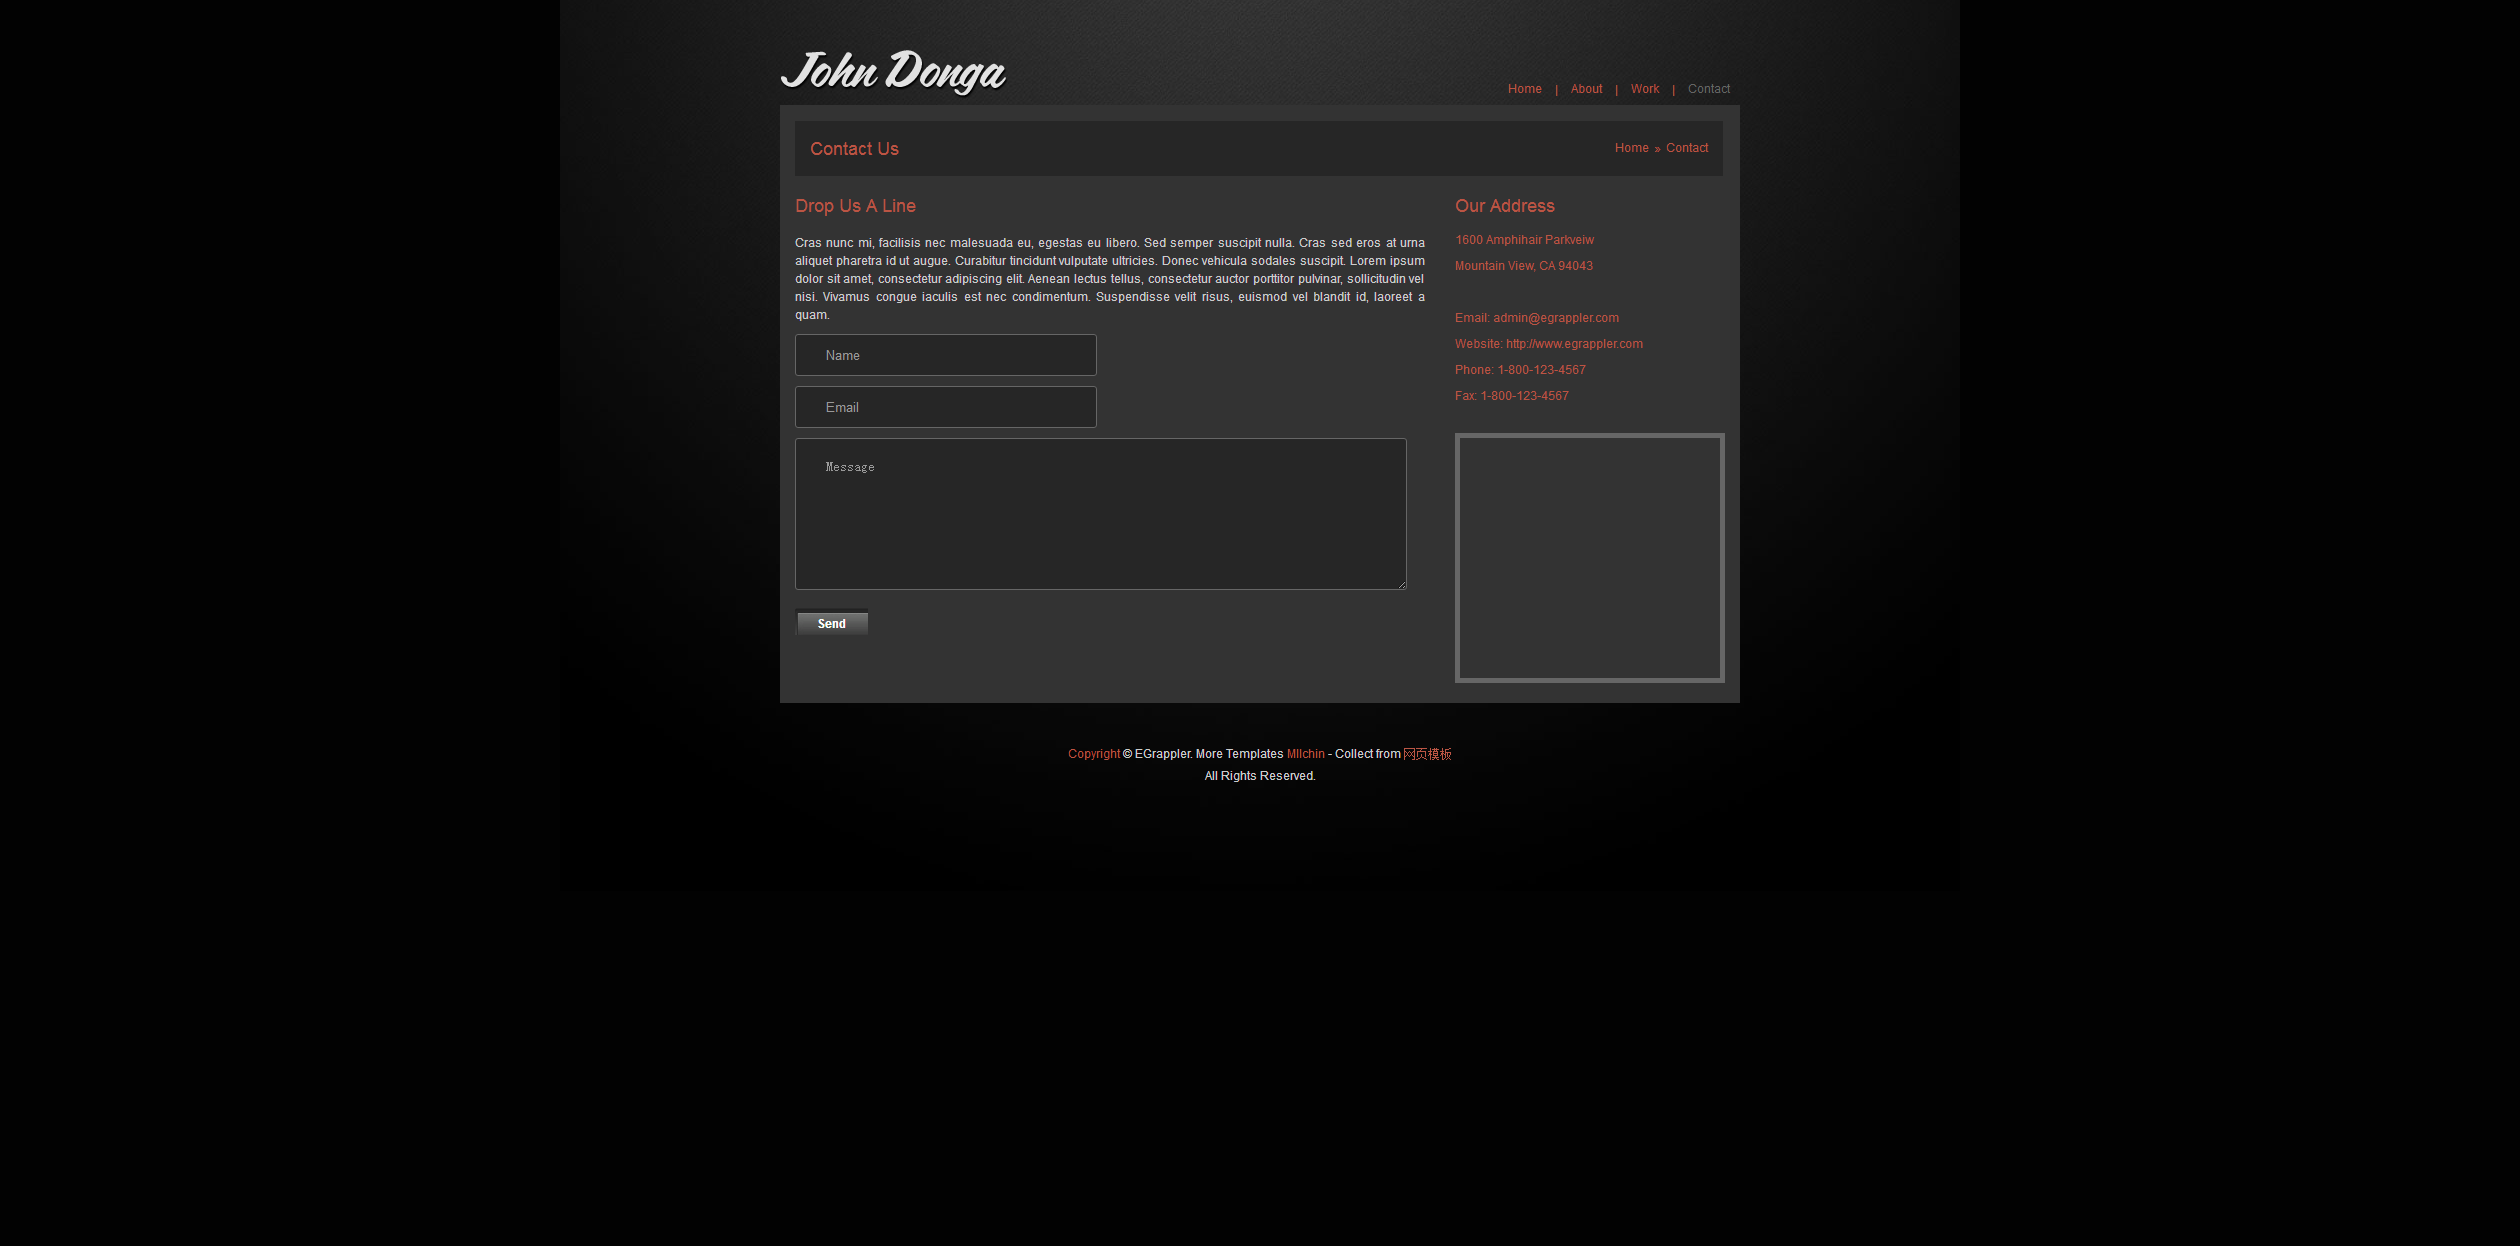 John Donga
Home | About | Work | Contact
Contact Us
Home » Contact
Drop Us A Line
Cras nunc mi, facilisis nec malesuada eu, egestas eu libero. Sed semper suscipit nulla. Cras sed eros at urna
aliquet pharetra id ut augue. Curabitur tincidunt vulputate ultricies. Donec vehicula sodales suscipit. Lorem ipsum
dolor sit amet, consectetur adipiscing elit. Aenean lectus tellus, consectetur auctor porttitor pulvinar, sollicitudin vel
nisi. Vivamus congue iaculis est nec condimentum. Suspendisse velit risus, euismod vel blandit id, laoreet a
quam.
Name
Email
Message
Send
Our Address
1600 Amphihair Parkveiw
Mountain View, CA 94043
Email: admin@egrappler.com
Website: http://www.egrappler.com
Phone: 1-800-123-4567
Fax: 1-800-123-4567
Copyright © EGrappler. More Templates MIlchin - Collect from 网页模板
All Rights Reserved.